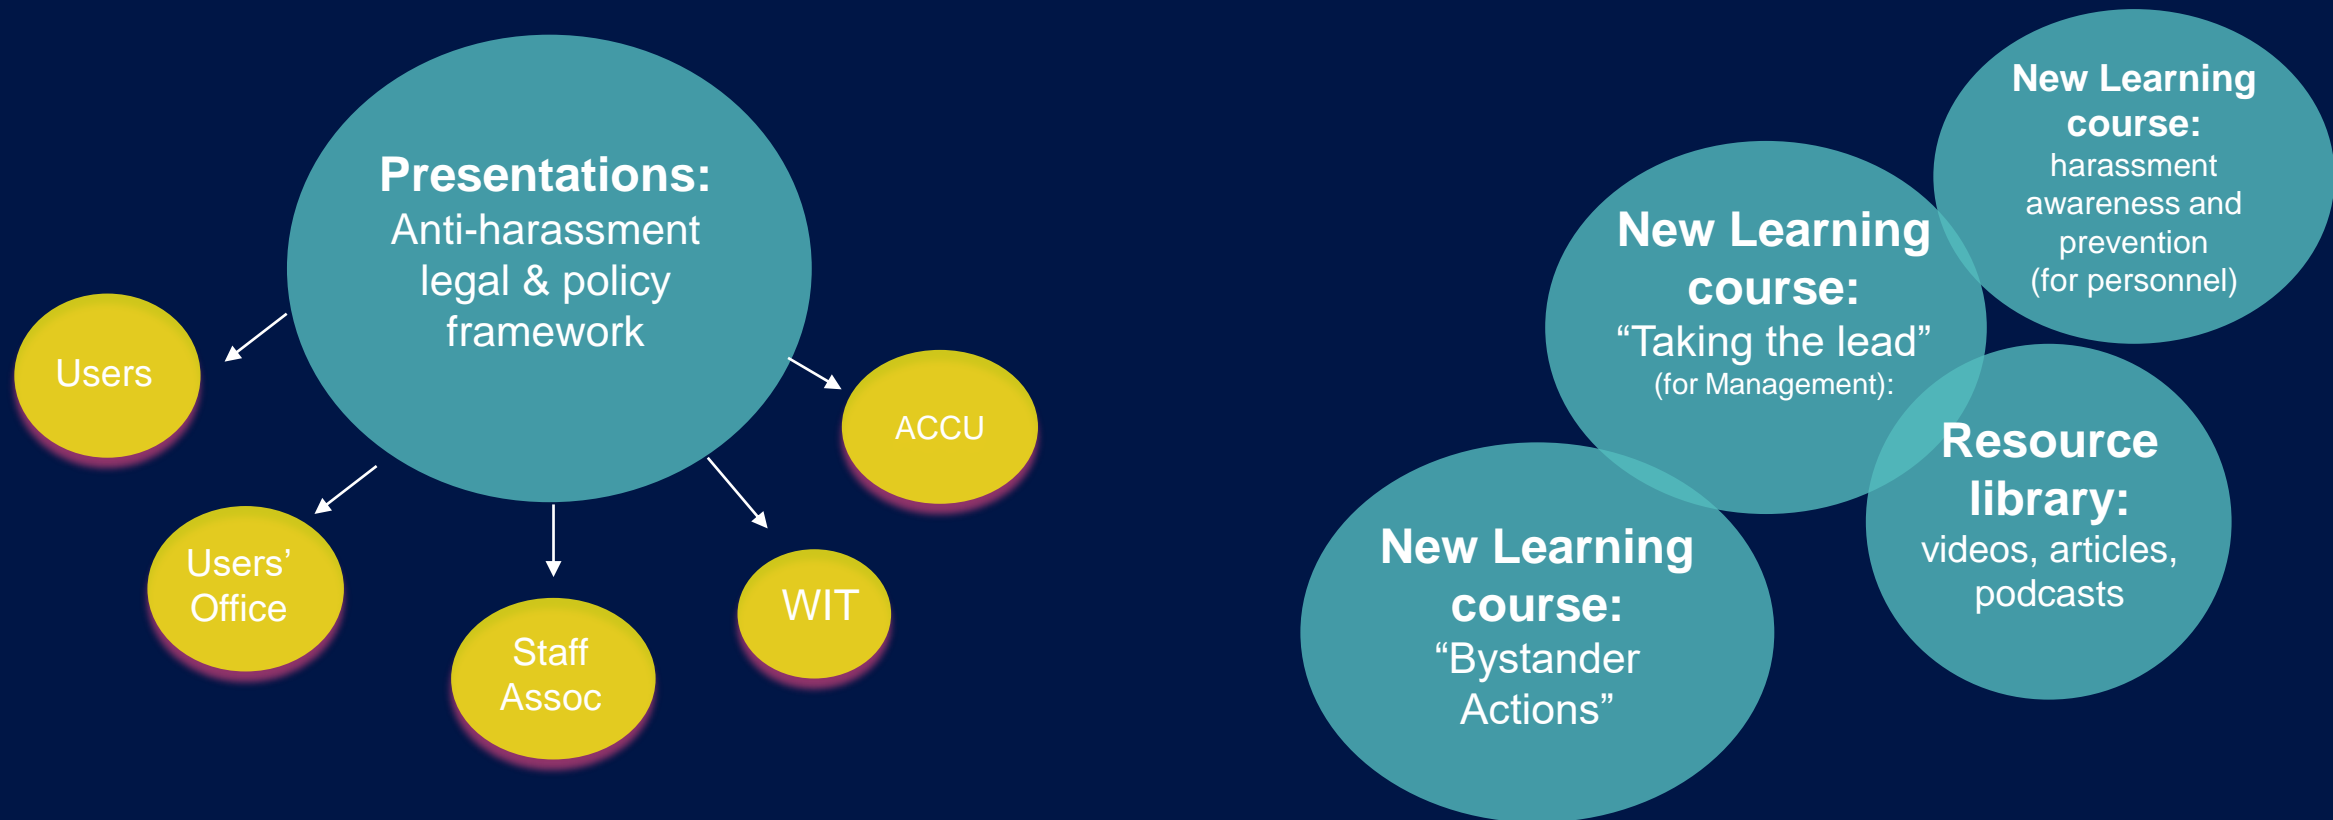 Presentations:
Anti-harassment
legal & policy
framework
Users
Users’
Office
Staff
Assoc
WIT
ACCU
New Learning
course:
“Bystander
Actions”
New Learning
course:
“Taking the lead”
(for Management):
New Learning
course:
harassment
awareness and
prevention
(for personnel)
Resource
library:
videos, articles,
podcasts